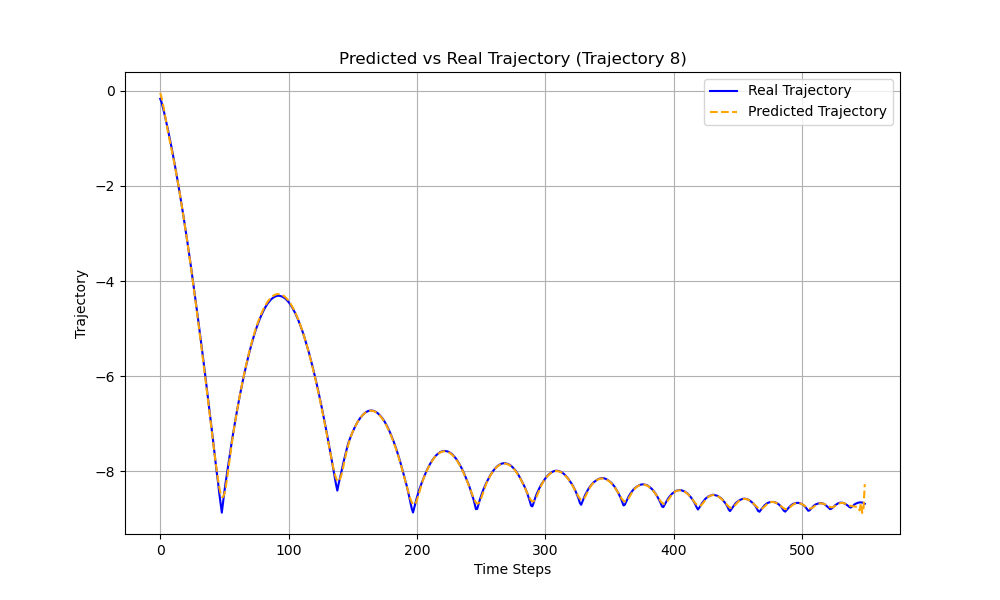 Predicted vs Real Trajectory (Trajectory 8)
Real Trajectory
Predicted Trajectory
Trajectory
0
−2
−4
−6
−8
0 100 200 300 400 500
Time Steps